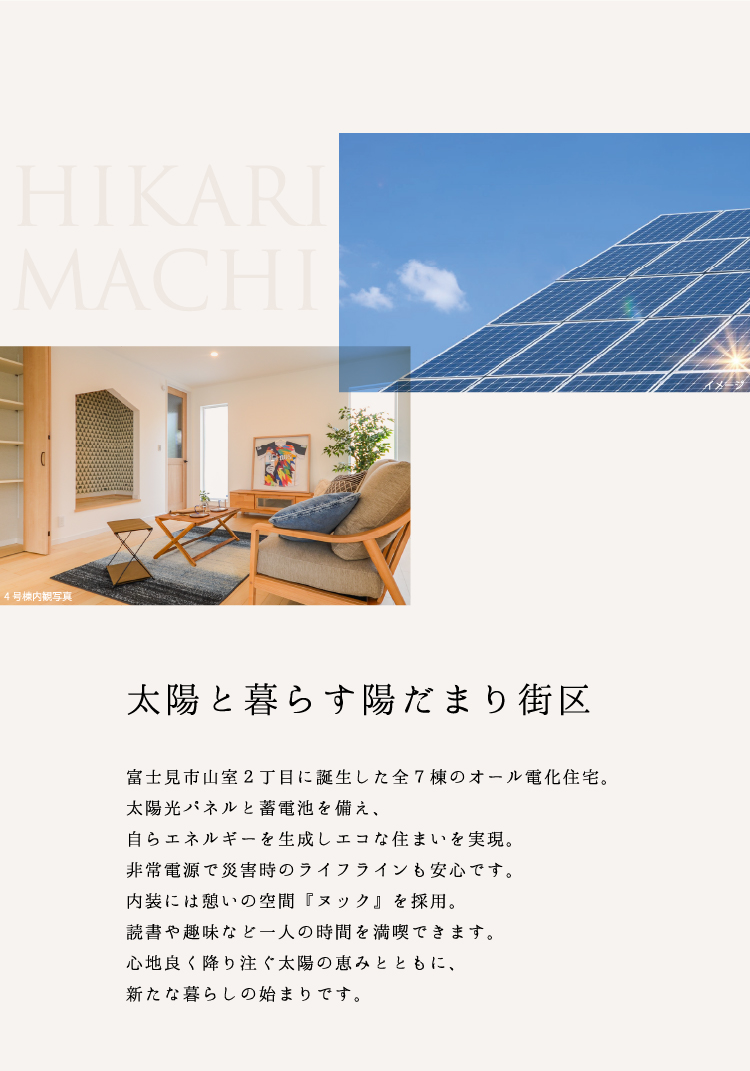 HIKARI
MACHI
イメージ
4号棟内観写真
太陽と暮らす陽だまり街区
富士見市山室２丁目に誕生した全７棟のオール電化住宅。
太陽光パネルと蓄電池を備え、
自らエネルギーを生成しエコな住まいを実現。
非常電源で災害時のライフラインも安心です。
内装には憩いの空間『ヌック』を採用。
読書や趣味など一人の時間を満喫できます。
心地良く降り注ぐ太陽の恵みとともに、
新たな暮らしの始まりです。